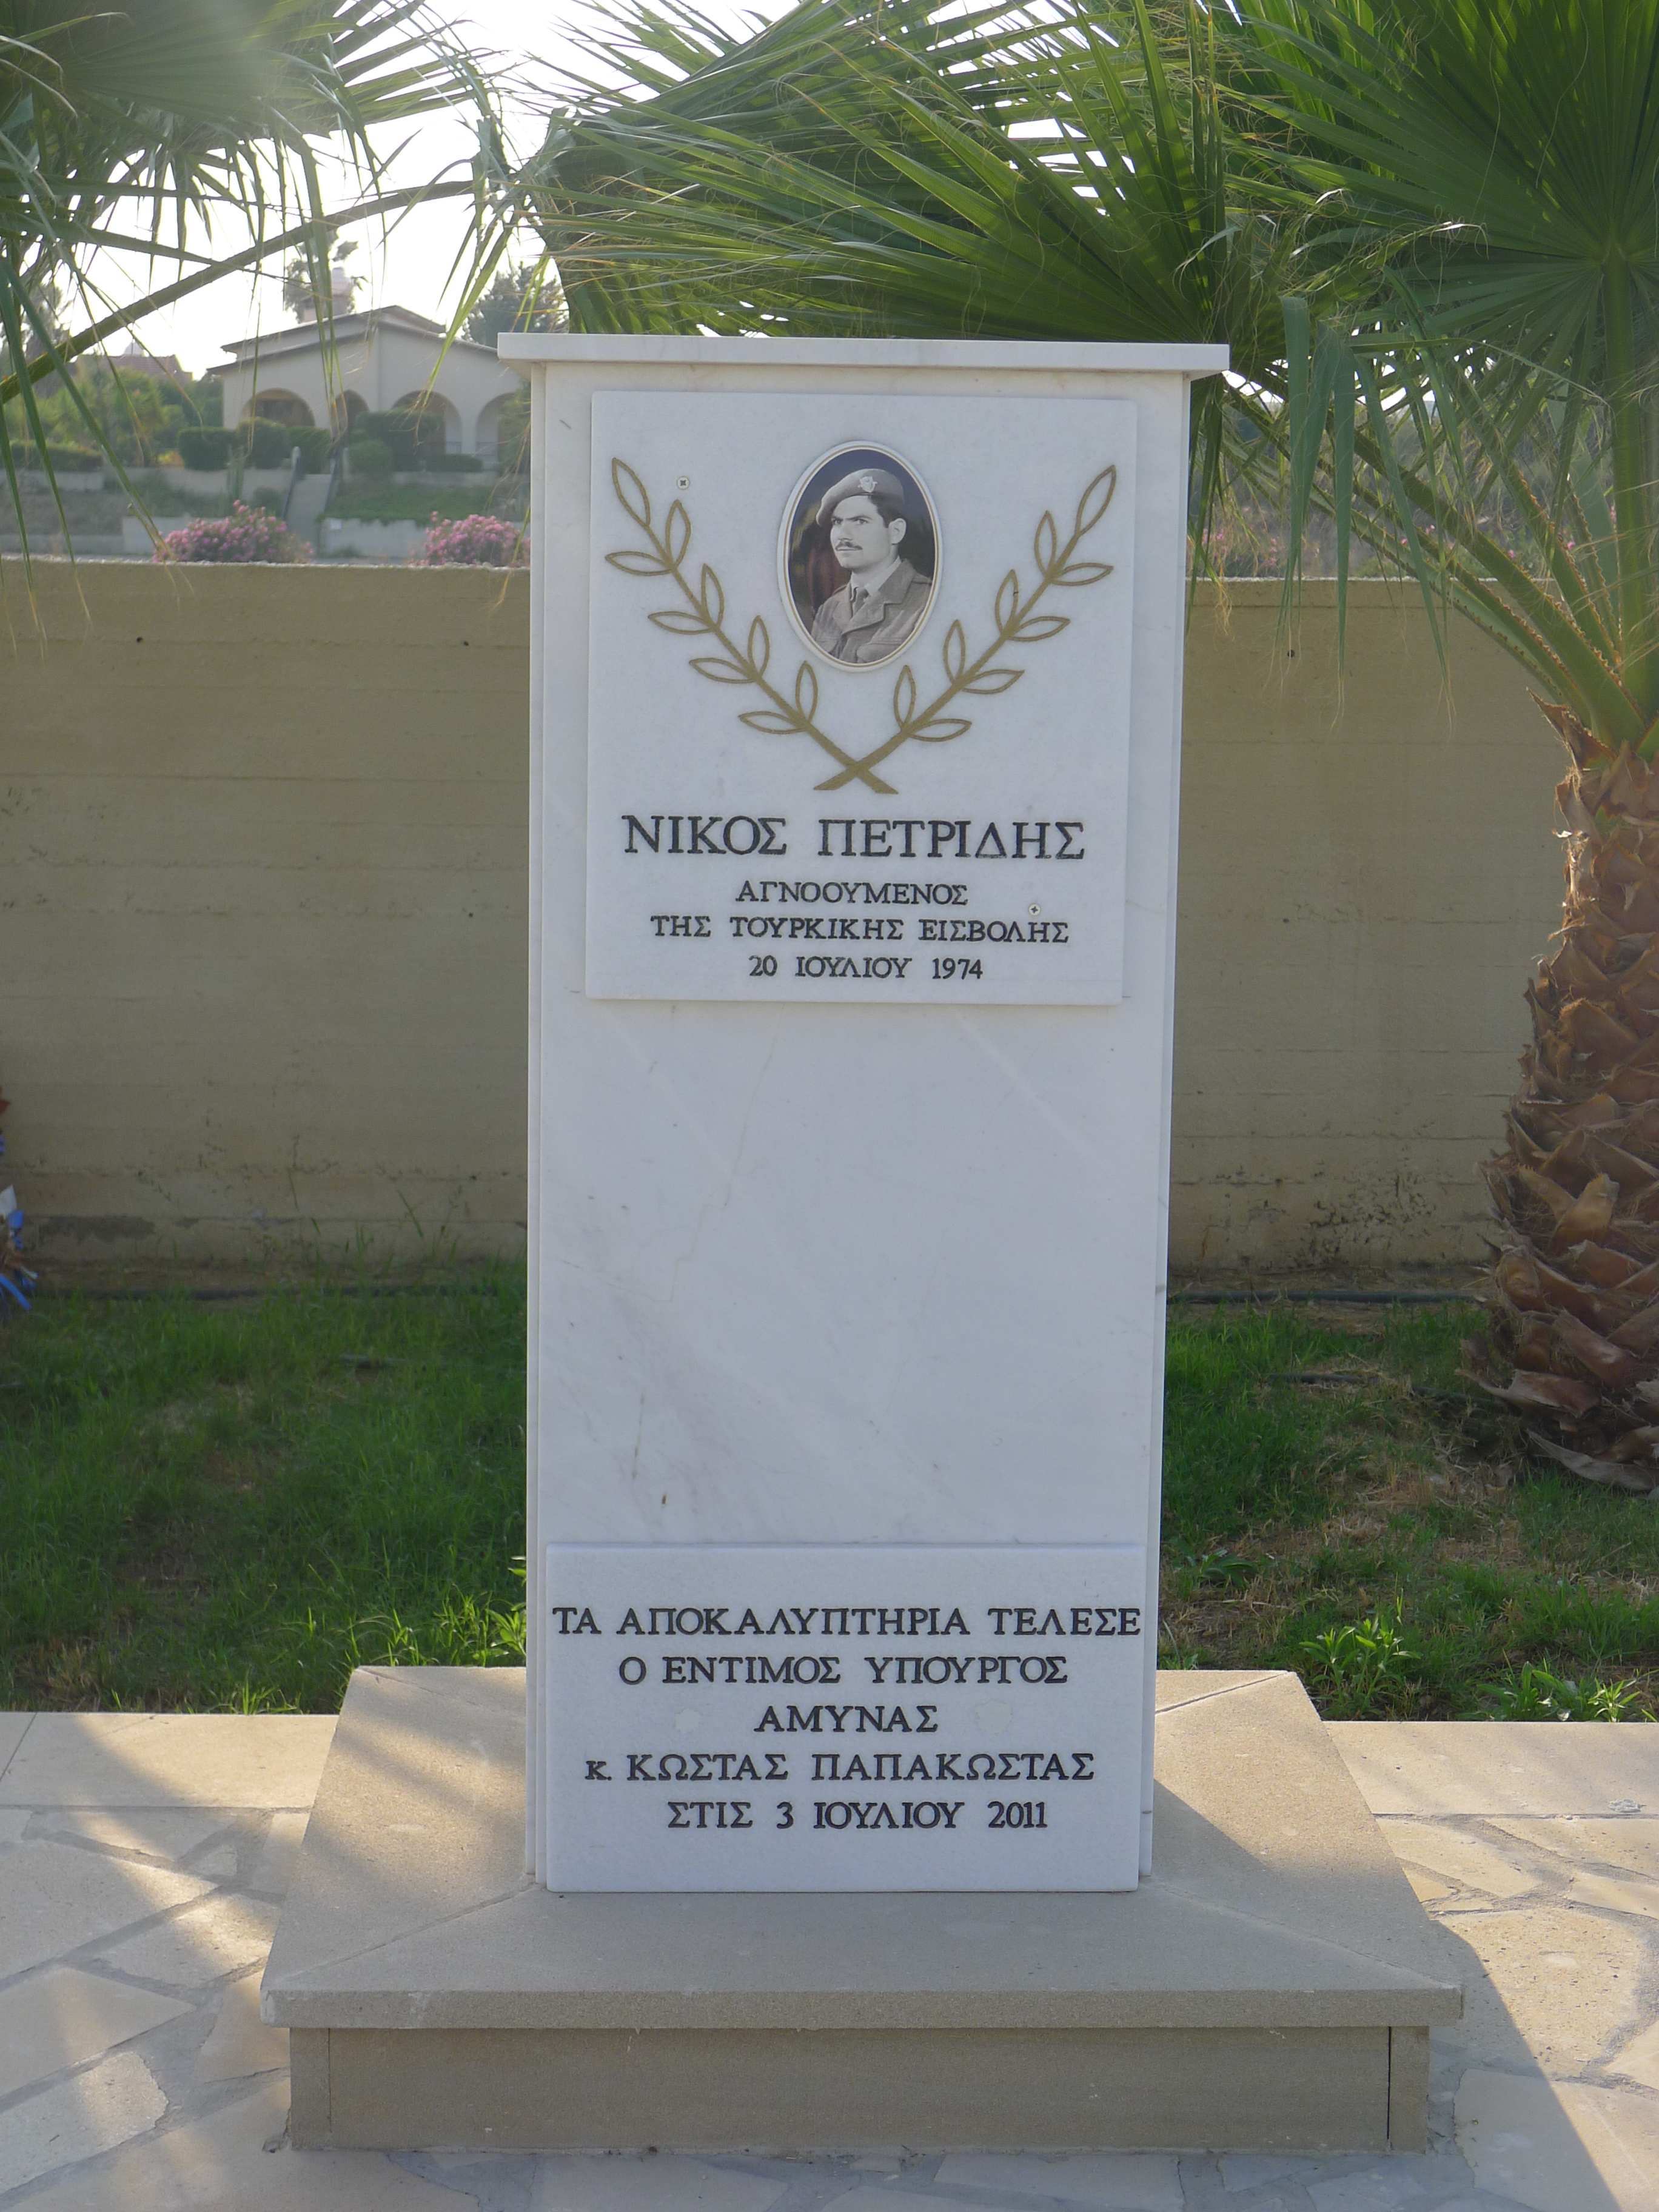 ΝΙΚΟΣ ΠΕΤΡΙΔΗΣ
ΑΓΝΟΟΥΜΕΝΟΣ
ΤΗΣ ΤΟΥΡΚΙΚΗΣ ΕΙΣΒΟΛΗΣ
20 ΙΟΥΛΙΟΥ 1974
ΤΑ ΑΠΟΚΑΛΥΠΤΗΡΙΑ ΤΕΛΕΣΕ
Ο ΕΝΤΙΜΟΣ ΥΠΟΥΡΓΟΣ
ΑΜΥΝΑΣ
κ. ΚΩΣΤΑΣ ΠΑΠΑΚΩΣΤΑΣ
ΣΤΙΣ 3 ΙΟΥΛΙΟΥ 2011